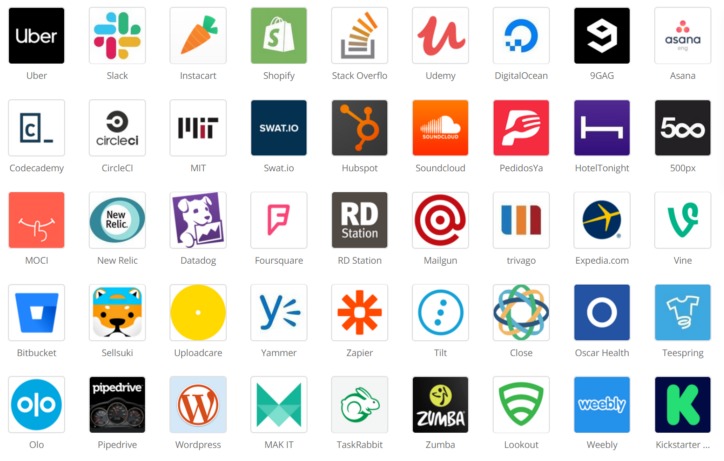 Uber
Uber Slack Instacart Shopify Stack Overflo Udemy DigitalOcean 9GAG Asana
asana
eng
circleci SWAT.IO SOUNDCLOUD 500
Codecademy CircleCI MIT Swat.io Hubspot Soundcloud PedidosYa HotelTonight 500px
New
Relic.
RD
Station
MOCI New Relic Datadog Foursquare RD Station Mailgun trivago Expedia.com Vine
Bitbucket Sellsuki Uploadcare Yammer Zapier Tilt Close Oscar Health Teespring
olo pipedrive ZUMBA weebly
Olo Pipedrive Wordpress MAK IT TaskRabbit Zumba Lookout Weebly Kickstarter ...